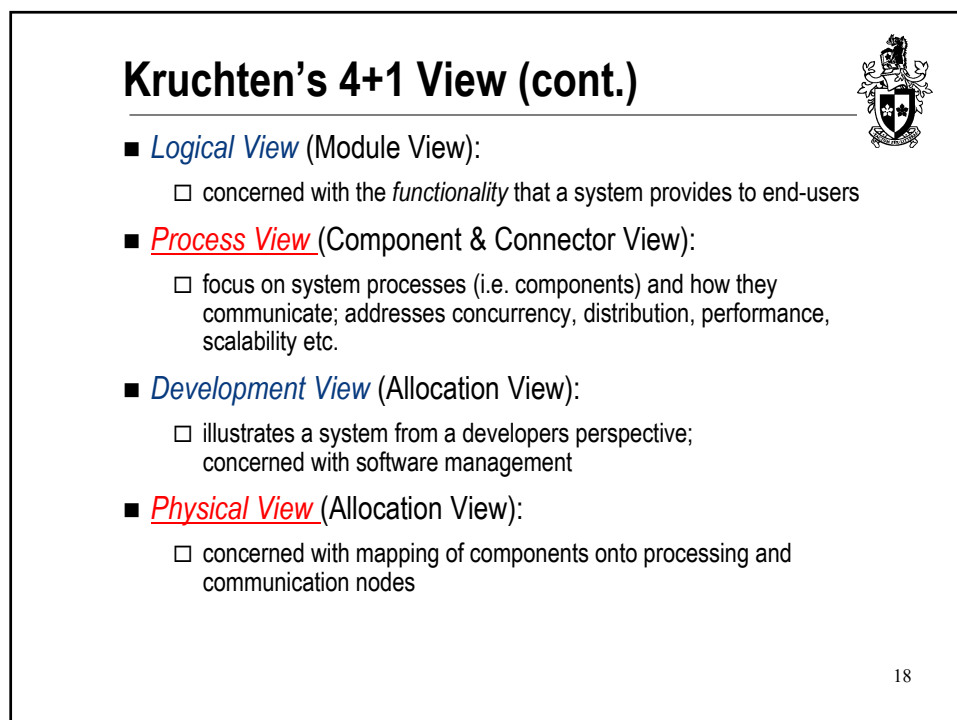 Kruchten's 4+1 View (cont.)
■ Logical View (Module View):
□ concerned with the functionality that a system provides to end-users
■ Process View (Component & Connector View):
□ focus on system processes (i.e. components) and how they
communicate; addresses concurrency, distribution, performance,
scalability etc.
■ Development View (Allocation View):
□ illustrates a system from a developers perspective;
concerned with software management
■ Physical View (Allocation View):
□ concerned with mapping of components onto processing and
communication nodes
18